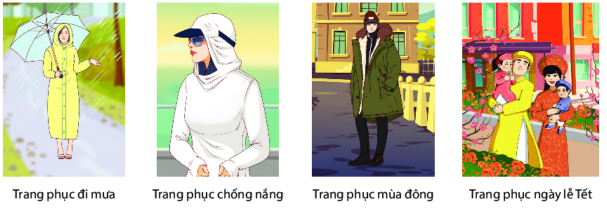 Trang phục đi mưa
Trang phục chống nắng
Trang phục mùa đông
Trang phục ngày lễ Tết